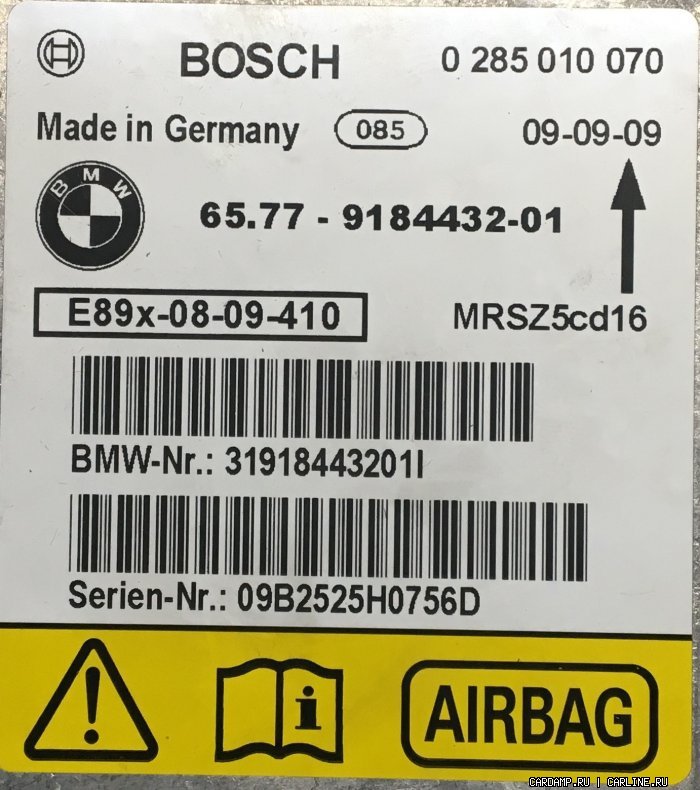 BOSCH 0 285 010 070
Made in Germany 085 09-09-09
BMW 65.77 - 9184432-01
E89x-08-09-410 MRSZ5cd16
BMW-Nr.: 31918443201I
Serien-Nr.: 09B2525H0756D
i AIRBAG
CARDAMP.RU | CARLINE.RU